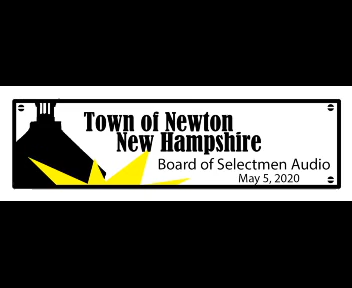 Town of Newton
New Hampshire
Board of Selectmen Audio
May 5, 2020